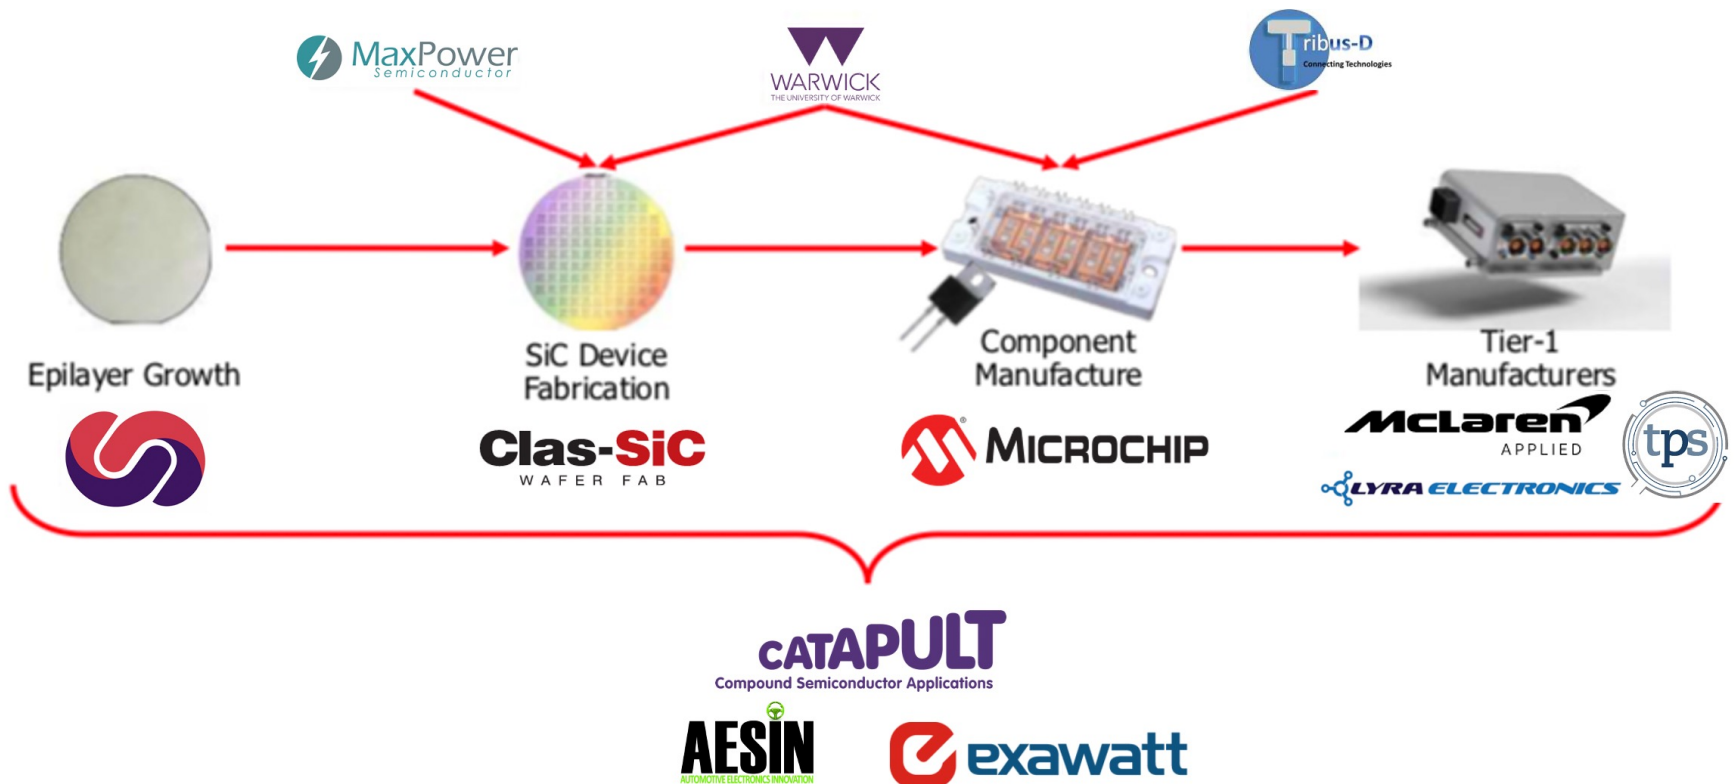 MaxPower
Semiconductor
WARWICK
THE UNIVERSITY OF WARWICK
Tribus-D
Connecting Technologies
Epilayer Growth
SiC Device
Fabrication
Component
Manufacture
Tier-1
Manufacturers
Clas-SiC
WAFER FAB
MICROCHIP
McLaren
APPLIED
tps
LYRA ELECTRONICS
CATAPULT
Compound Semiconductor Applications
AESIN
AUTOMOTIVE ELECTRONICS INNOVATION
exawatt